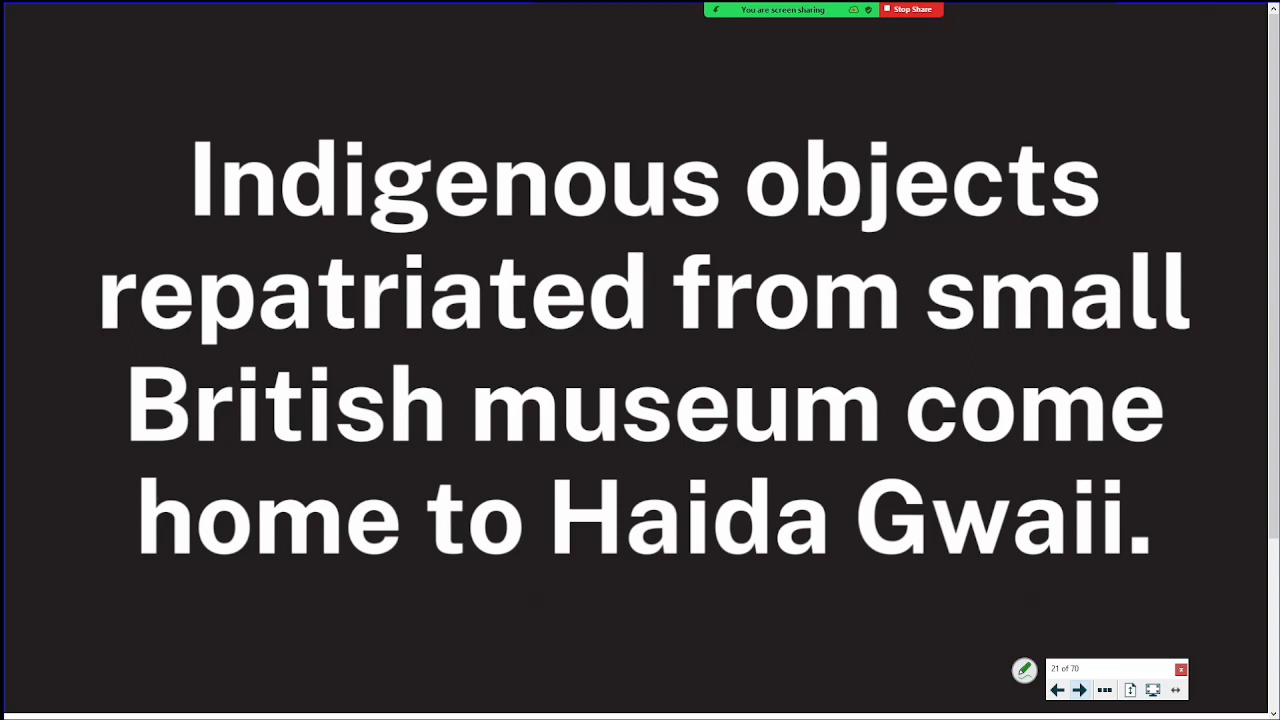 You are screen sharing
Stop Share
Indigenous objects
repatriated from small
British museum come
home to Haida Gwaii.
21 of 70